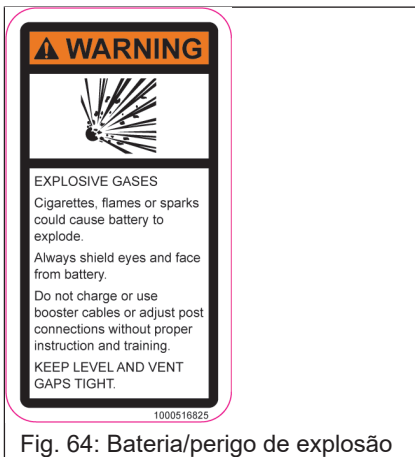 WARNING
EXPLOSIVE GASES
Cigarettes, flames or sparks
could cause battery to
explode.
Always shield eyes and face
from battery.
Do not charge or use
booster cables or adjust post
connections without proper
instruction and training.
KEEP LEVEL AND VENT
GAPS TIGHT.
1000516825
Fig. 64: Bateria/perigo de explosão